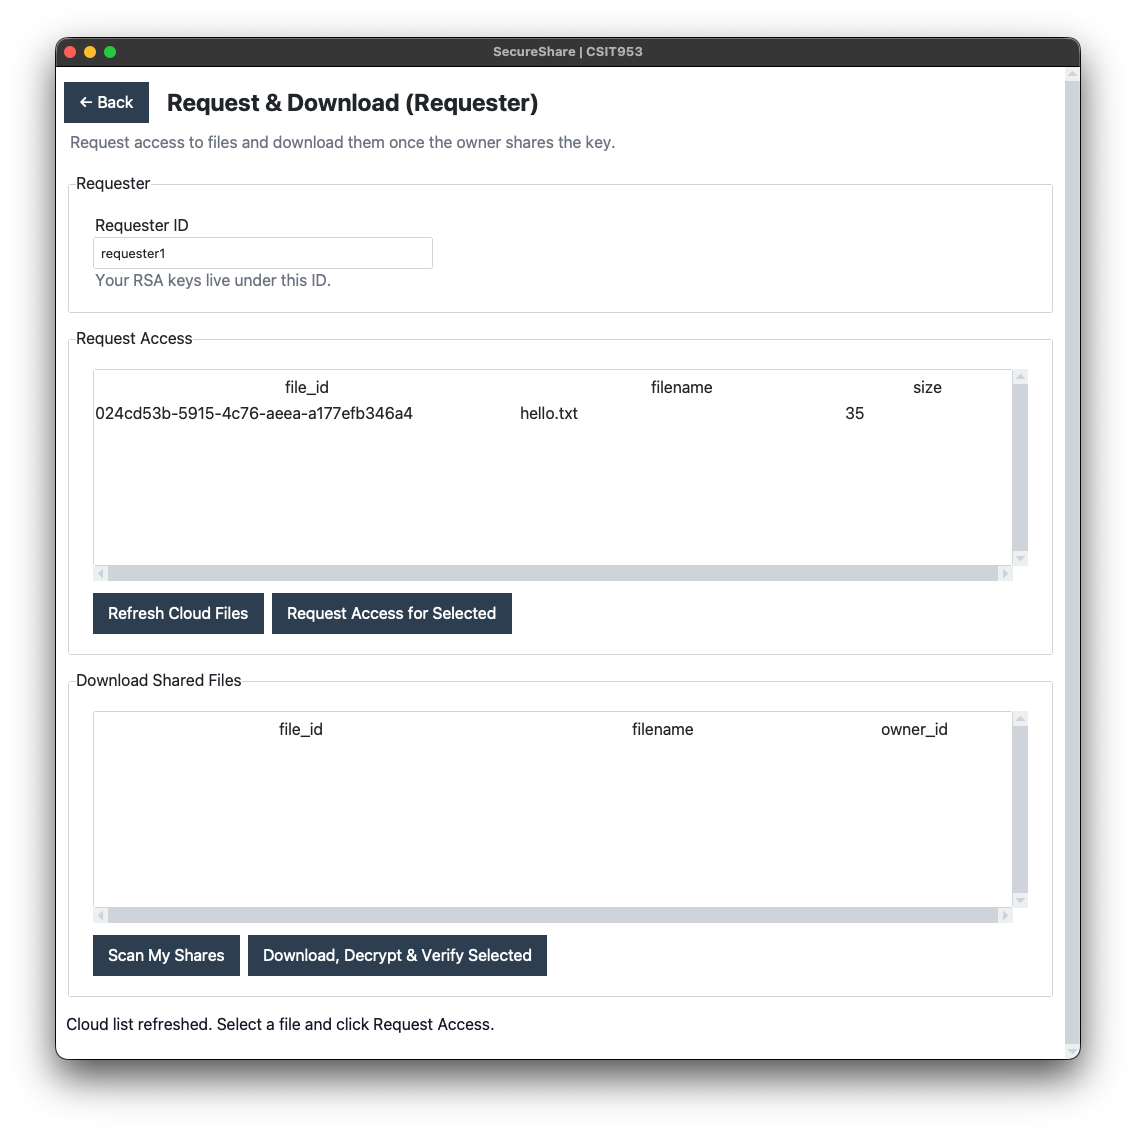 SecureShare | CSIT953
← Back
Request & Download (Requester)
Request access to files and download them once the owner shares the key.
Requester
Requester ID
requester1
Your RSA keys live under this ID.
Request Access
file_id filename size
024cd53b-5915-4c76-aeea-a177efb346a4 hello.txt 35
Refresh Cloud Files Request Access for Selected
Download Shared Files
file_id filename owner_id
Scan My Shares Download, Decrypt & Verify Selected
Cloud list refreshed. Select a file and click Request Access.